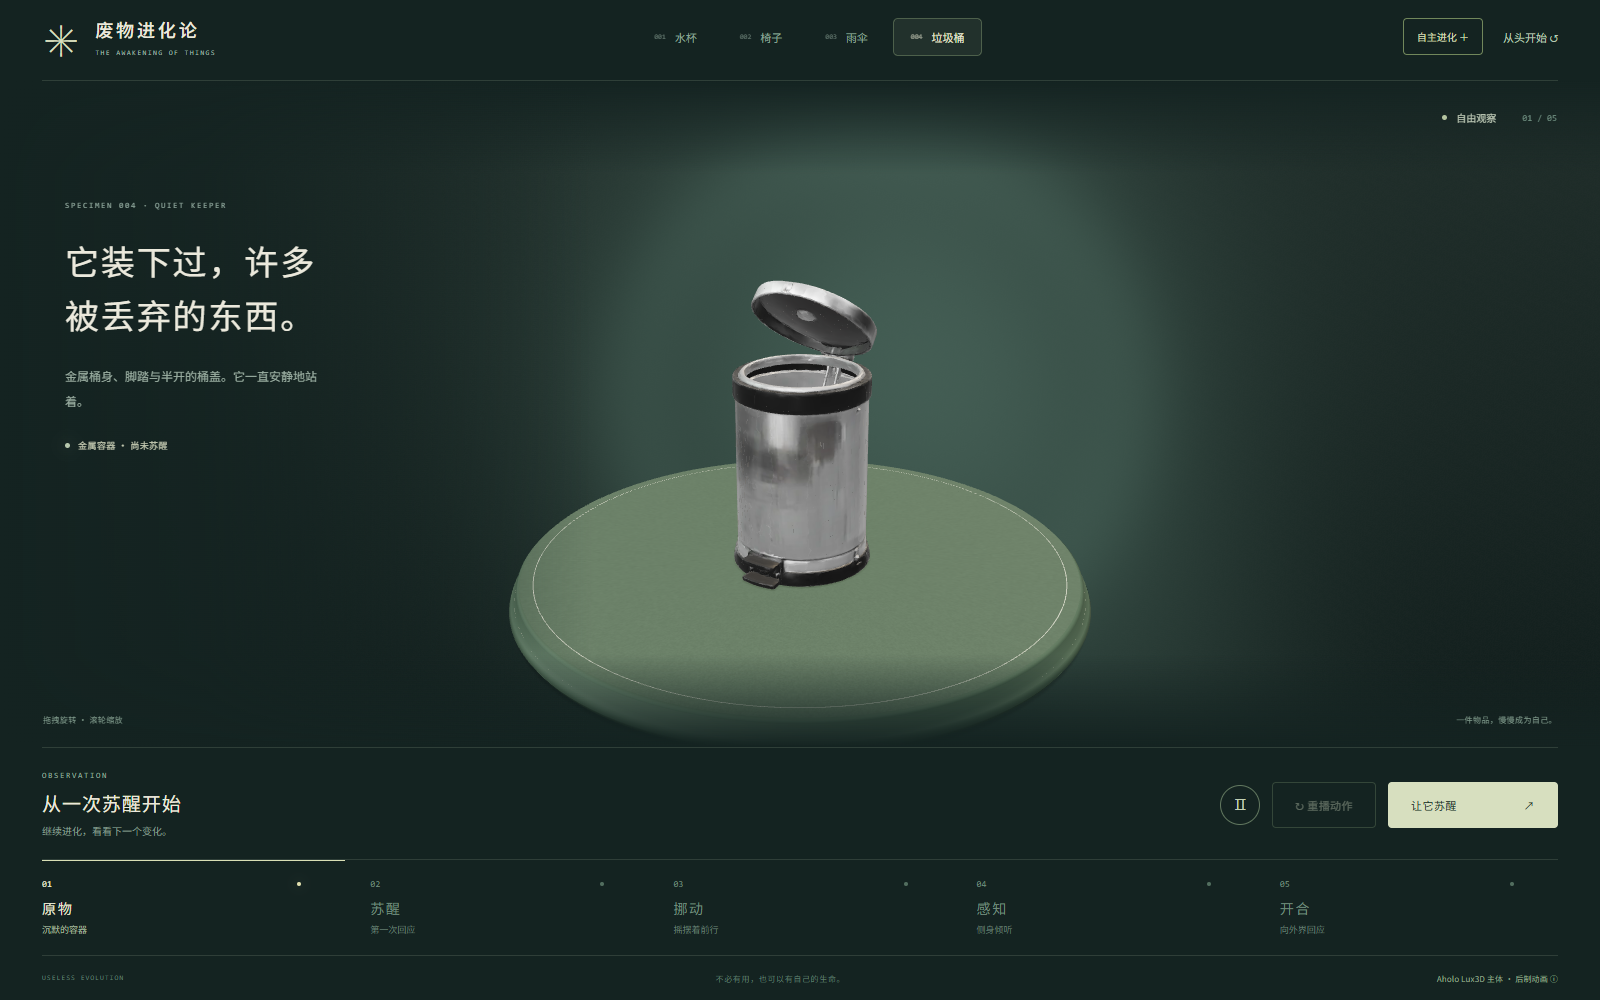 废物进化论
THE AWAKENING OF THINGS
001 水杯
002 椅子
003 雨伞
004 垃圾桶
自主进化 +
从头开始 ↺
自由观察
01 / 05
SPECIMEN 004 · QUIET KEEPER
它装下过，许多
被丢弃的东西。
金属桶身、脚踏与半开的桶盖。它一直安静地站
着。
金属容器 · 尚未苏醒
拖拽旋转 · 滚轮缩放
一件物品，慢慢成为自己。
OBSERVATION
从一次苏醒开始
继续进化，看看下一个变化。
↻ 重播动作
让它苏醒 ↗
01
原物
沉默的容器
02
苏醒
第一次回应
03
挪动
摇摆着前行
04
感知
侧身倾听
05
开合
向外界回应
USELESS EVOLUTION
不必有用，也可以有自己的生命。
Aholo Lux3D 主体 · 后制动画 ⓘ